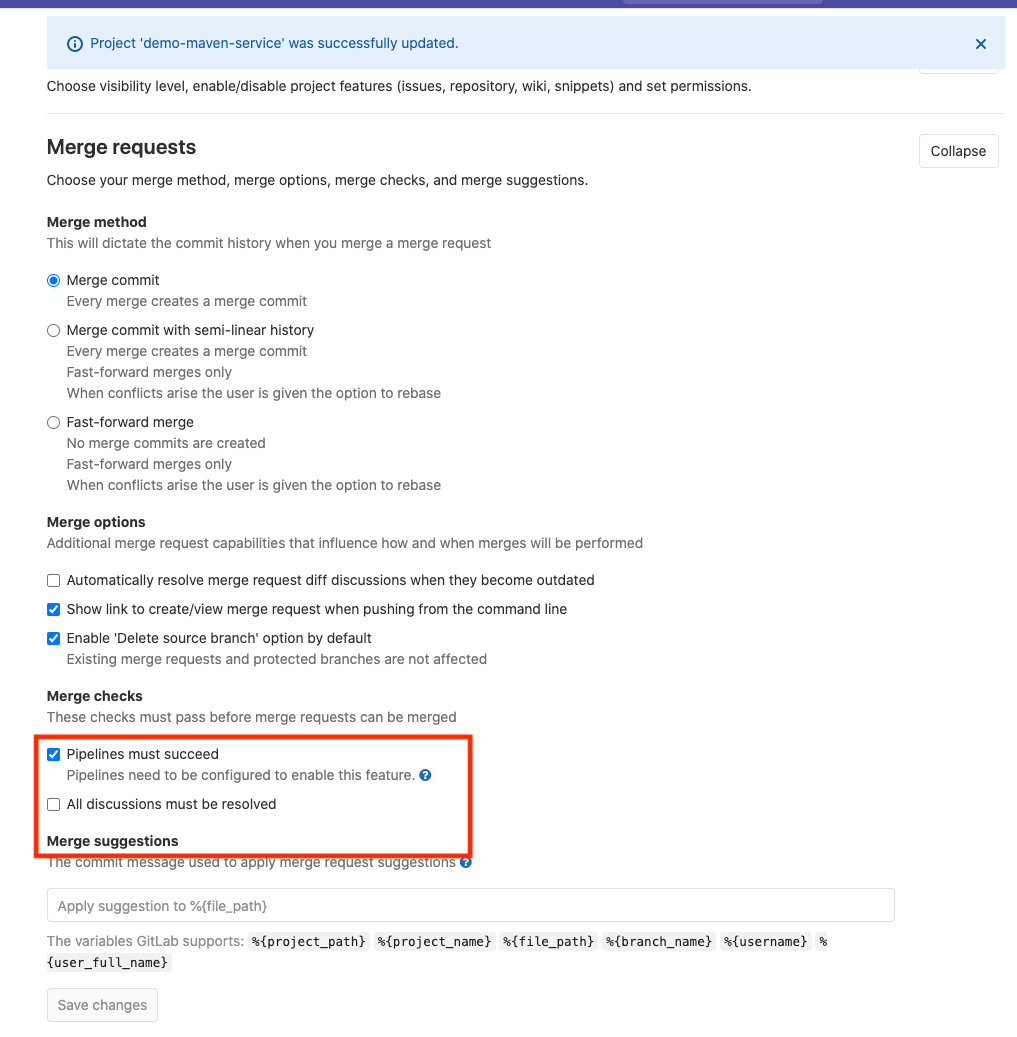 Project 'demo-maven-service' was successfully updated.
Choose visibility level, enable/disable project features (issues, repository, wiki, snippets) and set permissions.
Merge requests
Collapse
Choose your merge method, merge options, merge checks, and merge suggestions.
Merge method
This will dictate the commit history when you merge a merge request
Merge commit
Every merge creates a merge commit
Merge commit with semi-linear history
Every merge creates a merge commit
Fast-forward merges only
When conflicts arise the user is given the option to rebase
Fast-forward merge
No merge commits are created
Fast-forward merges only
When conflicts arise the user is given the option to rebase
Merge options
Additional merge request capabilities that influence how and when merges will be performed
Automatically resolve merge request diff discussions when they become outdated
Show link to create/view merge request when pushing from the command line
Enable 'Delete source branch' option by default
Existing merge requests and protected branches are not affected
Merge checks
These checks must pass before merge requests can be merged
Pipelines must succeed
Pipelines need to be configured to enable this feature.
All discussions must be resolved
Merge suggestions
The commit message used to apply merge request suggestions
Apply suggestion to %{file_path}
The variables GitLab supports: %{project_path} %{project_name} %{file_path} %{branch_name} %{username} %
{user_full_name}
Save changes